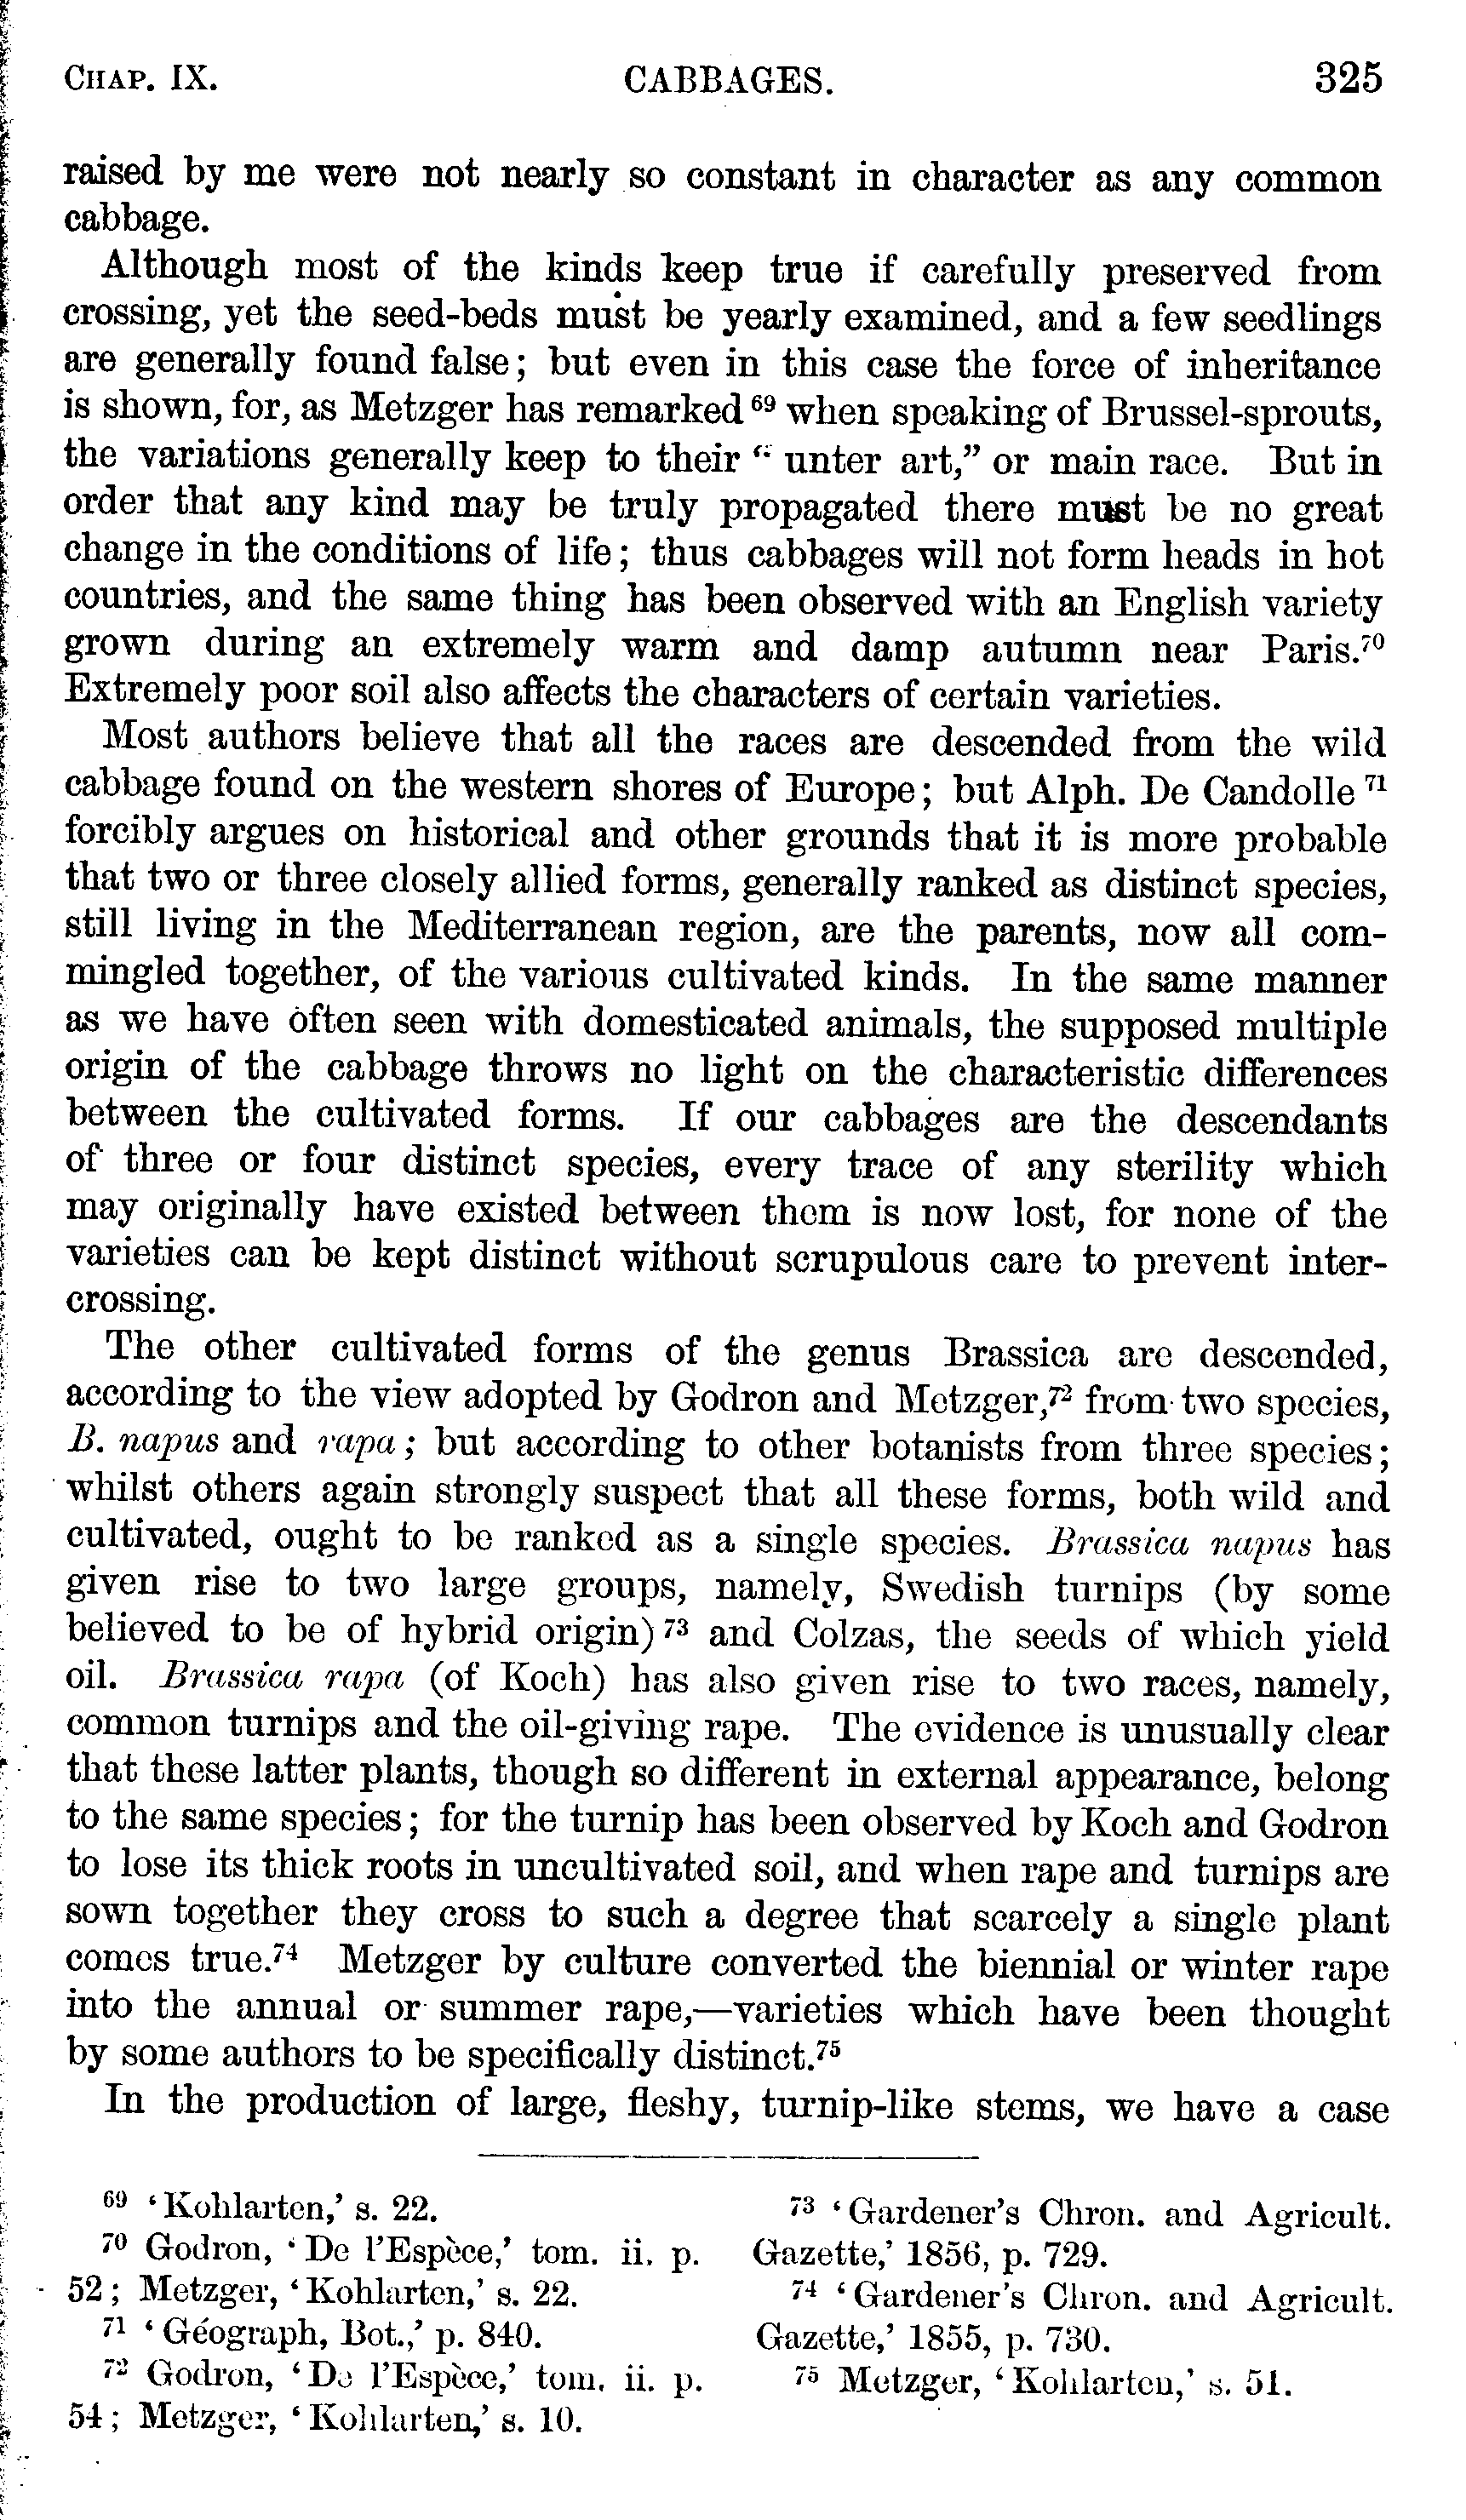 CHAP. IX. CABBAGES. 325
raised by me were not nearly so constant in character as any common
cabbage.
Although most of the kinds keep true if carefully preserved from
crossing, yet the seed-beds must be yearly examined, and a few seedlings
are generally found false; but even in this case the force of inheritance
is shown, for, as Metzger has remarked ⁶⁹ when speaking of Brussel-sprouts,
the variations generally keep to their “ unter art,” or main race. But in
order that any kind may be truly propagated there must be no great
change in the conditions of life; thus cabbages will not form heads in hot
countries, and the same thing has been observed with an English variety
grown during an extremely warm and damp autumn near Paris.⁷⁰
Extremely poor soil also affects the characters of certain varieties.
Most authors believe that all the races are descended from the wild
cabbage found on the western shores of Europe; but Alph. De Candolle ⁷¹
forcibly argues on historical and other grounds that it is more probable
that two or three closely allied forms, generally ranked as distinct species,
still living in the Mediterranean region, are the parents, now all com-
mingled together, of the various cultivated kinds. In the same manner
as we have often seen with domesticated animals, the supposed multiple
origin of the cabbage throws no light on the characteristic differences
between the cultivated forms. If our cabbages are the descendants
of three or four distinct species, every trace of any sterility which
may originally have existed between them is now lost, for none of the
varieties can be kept distinct without scrupulous care to prevent inter-
crossing.
The other cultivated forms of the genus Brassica are descended,
according to the view adopted by Godron and Metzger,⁷² from two species,
B. napus and rapa; but according to other botanists from three species;
whilst others again strongly suspect that all these forms, both wild and
cultivated, ought to be ranked as a single species. Brassica napus has
given rise to two large groups, namely, Swedish turnips (by some
believed to be of hybrid origin) ⁷³ and Colzas, the seeds of which yield
oil. Brassica rapa (of Koch) has also given rise to two races, namely,
common turnips and the oil-giving rape. The evidence is unusually clear
that these latter plants, though so different in external appearance, belong
to the same species; for the turnip has been observed by Koch and Godron
to lose its thick roots in uncultivated soil, and when rape and turnips are
sown together they cross to such a degree that scarcely a single plant
comes true.⁷⁴ Metzger by culture converted the biennial or winter rape
into the annual or summer rape,—varieties which have been thought
by some authors to be specifically distinct.⁷⁵
In the production of large, fleshy, turnip-like stems, we have a case
⁶⁹ ‘Kohlarten,’ s. 22.
⁷⁰ Godron, ‘De l’Espèce,’ tom. ii. p.
52; Metzger, ‘Kohlarten,’ s. 22.
⁷¹ ‘Géograph, Bot.,’ p. 840.
⁷² Godron, ‘De l’Espèce,’ tom. ii. p.
54; Metzger, ‘Kohlarten,’ s. 10.
⁷³ ‘Gardener’s Chron. and Agricult.
Gazette,’ 1856, p. 729.
⁷⁴ ‘Gardener’s Chron. and Agricult.
Gazette,’ 1855, p. 730.
⁷⁵ Metzger, ‘Kohlarten,’ s. 51.